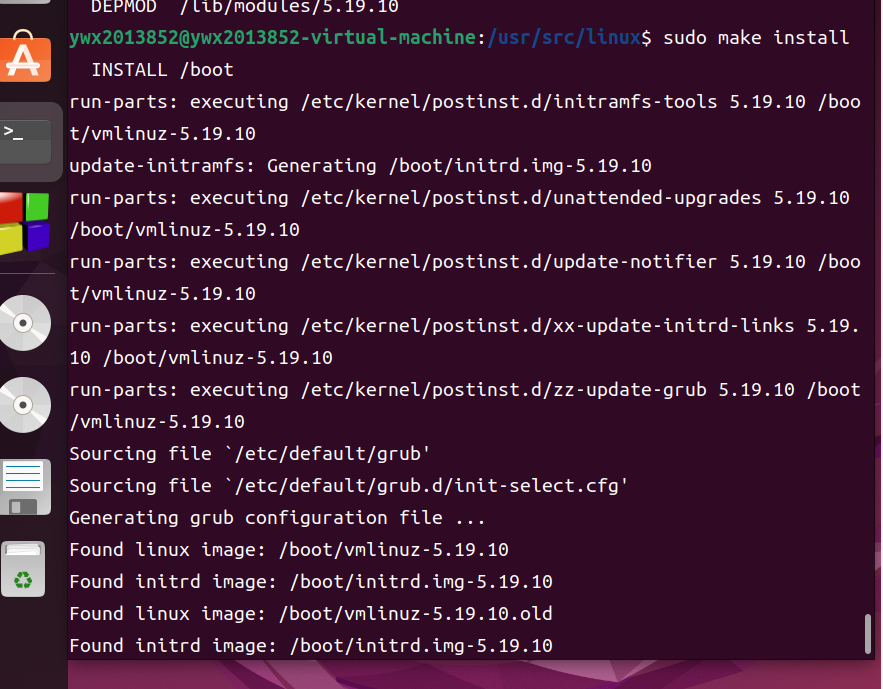 DEPMOD  /lib/modules/5.19.10
ywx2013852@ywx2013852-virtual-machine:/usr/src/linux$ sudo make install
INSTALL /boot
run-parts: executing /etc/kernel/postinst.d/initramfs-tools 5.19.10 /boo
t/vmlinuz-5.19.10
update-initramfs: Generating /boot/initrd.img-5.19.10
run-parts: executing /etc/kernel/postinst.d/unattended-upgrades 5.19.10
/boot/vmlinuz-5.19.10
run-parts: executing /etc/kernel/postinst.d/update-notifier 5.19.10 /boo
t/vmlinuz-5.19.10
run-parts: executing /etc/kernel/postinst.d/xx-update-initrd-links 5.19.
10 /boot/vmlinuz-5.19.10
run-parts: executing /etc/kernel/postinst.d/zz-update-grub 5.19.10 /boot
/vmlinuz-5.19.10
Sourcing file `/etc/default/grub'
Sourcing file `/etc/default/grub.d/init-select.cfg'
Generating grub configuration file ...
Found linux image: /boot/vmlinuz-5.19.10
Found initrd image: /boot/initrd.img-5.19.10
Found linux image: /boot/vmlinuz-5.19.10.old
Found initrd image: /boot/initrd.img-5.19.10